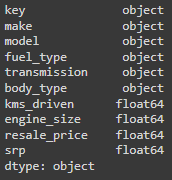 key object
make object
model object
fuel_type object
transmission object
body_type object
kms_driven float64
engine_size float64
resale_price float64
srp float64
dtype: object